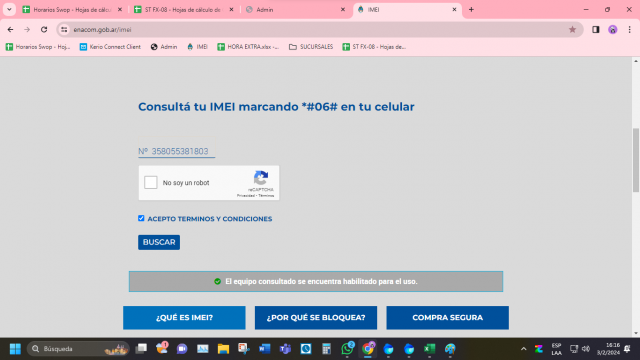 Horarios Swop - Hojas de cálcu
ST FX-08 - Hojas de cálculo de
Admin
IMEI
enacom.gob.ar/imei
Horarios Swop - Hoj...
Kerio Connect Client
Admin
IMEI
HORA EXTRA.xlsx -...
SUCURSALES
ST FX-08 - Hojas de...
Consultá tu IMEI marcando *#06# en tu celular
Nº 358055381803
No soy un robot
reCAPTCHA
Privacidad - Términos
ACEPTO TERMINOS Y CONDICIONES
BUSCAR
El equipo consultado se encuentra habilitado para el uso.
¿QUÉ ES IMEI?
¿POR QUÉ SE BLOQUEA?
COMPRA SEGURA
Búsqueda
2
ESP
LAA
16:16
3/2/2024